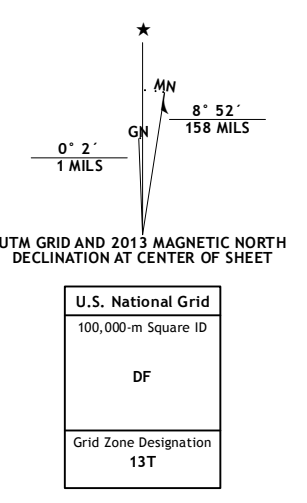 ★
MN
8° 52´
158 MILS
GN
0° 2´
1 MILS
UTM GRID AND 2013 MAGNETIC NORTH
DECLINATION AT CENTER OF SHEET
U.S. National Grid
100,000-m Square ID
DF
Grid Zone Designation
13T